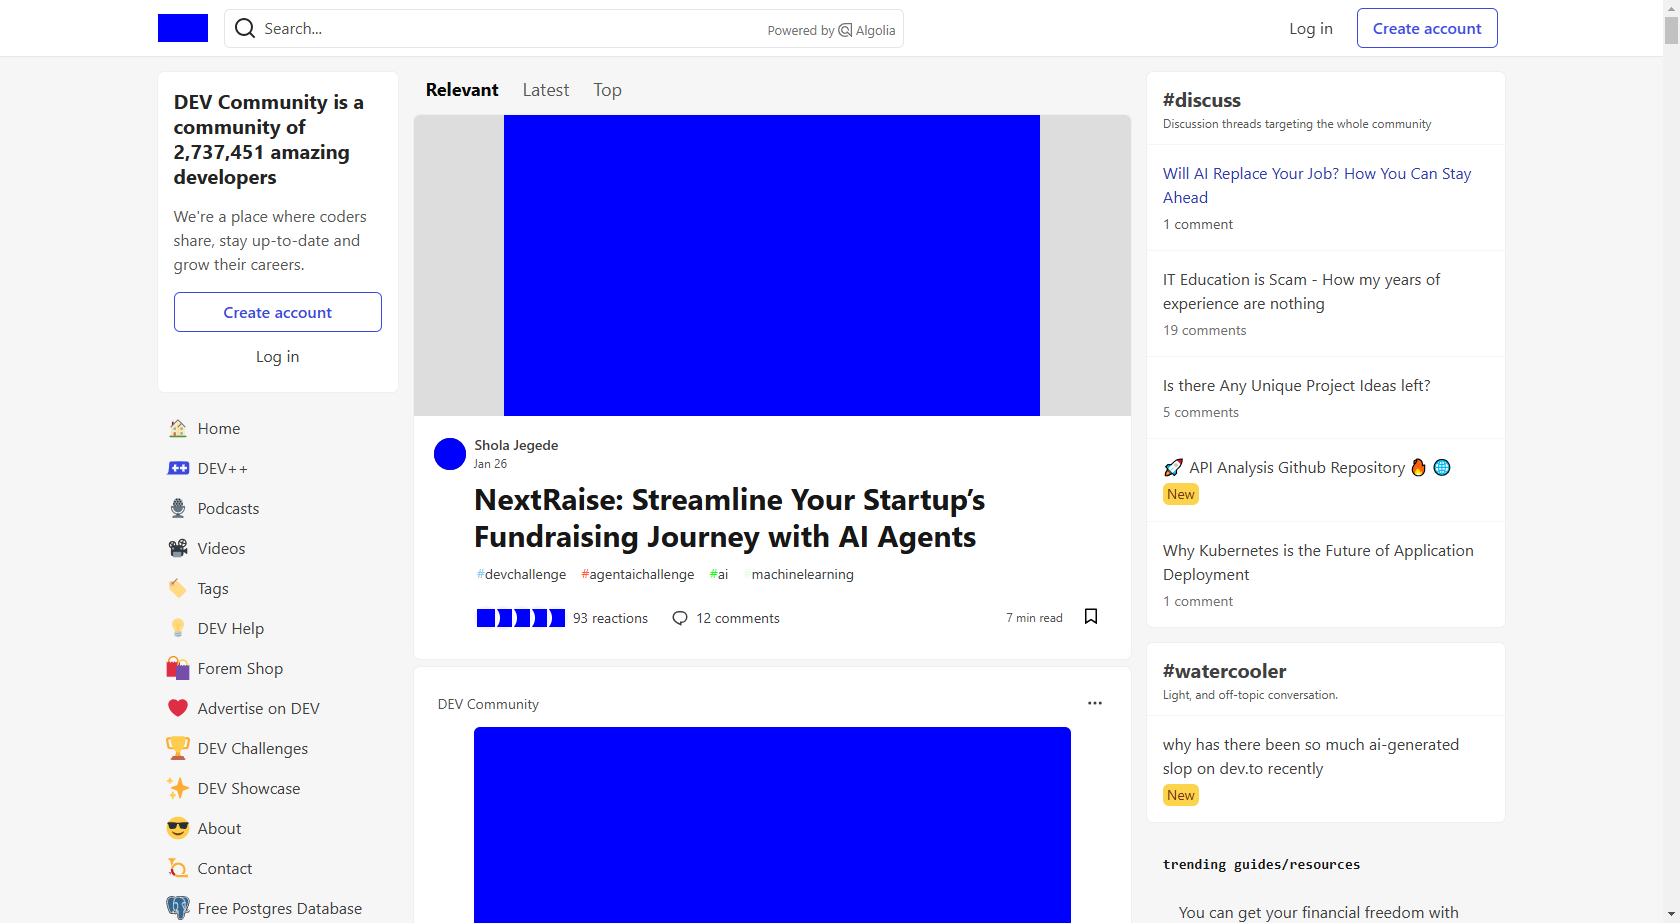 Search...
Powered by Algolia
Log in
Create account
DEV Community is a
community of
2,737,451 amazing
developers
We're a place where coders
share, stay up-to-date and
grow their careers.
Create account
Log in
Home
DEV++
Podcasts
Videos
Tags
DEV Help
Forem Shop
Advertise on DEV
DEV Challenges
DEV Showcase
About
Contact
Free Postgres Database
Relevant
Latest
Top
Shola Jegede
Jan 26
NextRaise: Streamline Your Startup’s
Fundraising Journey with AI Agents
#devchallenge #agentaichallenge #ai #machinelearning
93 reactions
12 comments
7 min read
DEV Community
#discuss
Discussion threads targeting the whole community
Will AI Replace Your Job? How You Can Stay
Ahead
1 comment
IT Education is Scam - How my years of
experience are nothing
19 comments
Is there Any Unique Project Ideas left?
5 comments
🚀 API Analysis Github Repository 🔥 🌐
New
Why Kubernetes is the Future of Application
Deployment
1 comment
#watercooler
Light, and off-topic conversation.
why has there been so much ai-generated
slop on dev.to recently
New
trending guides/resources
You can get your financial freedom with